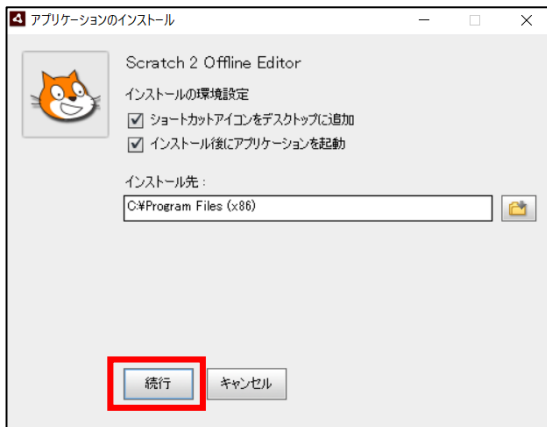 アプリケーションのインストール
Scratch 2 Offline Editor
インストールの環境設定
ショートカットアイコンをデスクトップに追加
インストール後にアプリケーションを起動
インストール先 :
C:¥Program Files (x86)
続行
キャンセル